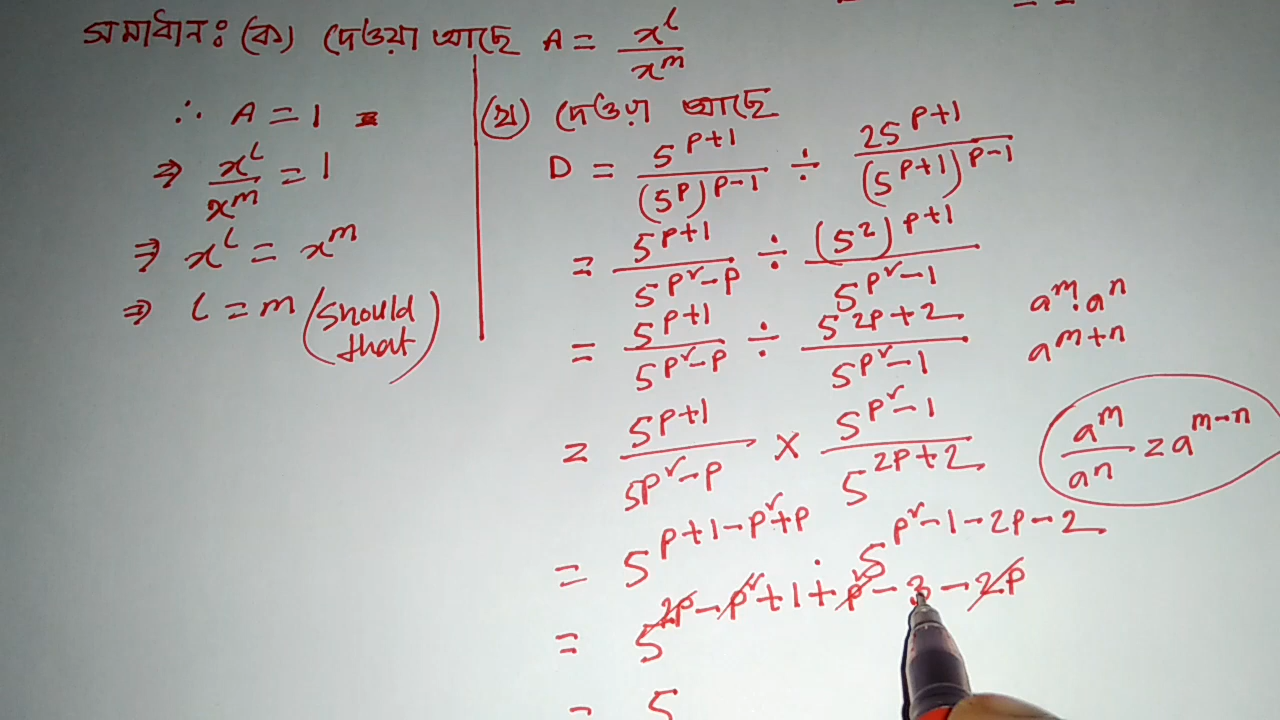 সমাধান: (ক) দেওয়া আছে A = x^l / x^m
∴ A = 1
⇒ x^l / x^m = 1
⇒ x^l = x^m
⇒ l = m (should that)
(খ) দেওয়া আছে
D = 5^(p+1) / (5^p)^(p-1) ÷ 25^(p+1) / (5^(p+1))^(p-1)
= 5^(p+1) / 5^(p²-p) ÷ (5²)^(p+1) / 5^(p²-1)
= 5^(p+1) / 5^(p²-p) ÷ 5^(2p+2) / 5^(p²-1)
= 5^(p+1) / 5^(p²-p) × 5^(p²-1) / 5^(2p+2)
= 5^(p+1-p²+p) · 5^(p²-1-2p-2)
= 5^(2p-p²+1+p²-3-2p)
= 5
a^m · a^n
a^(m+n)
a^m / a^n = a^(m-n)